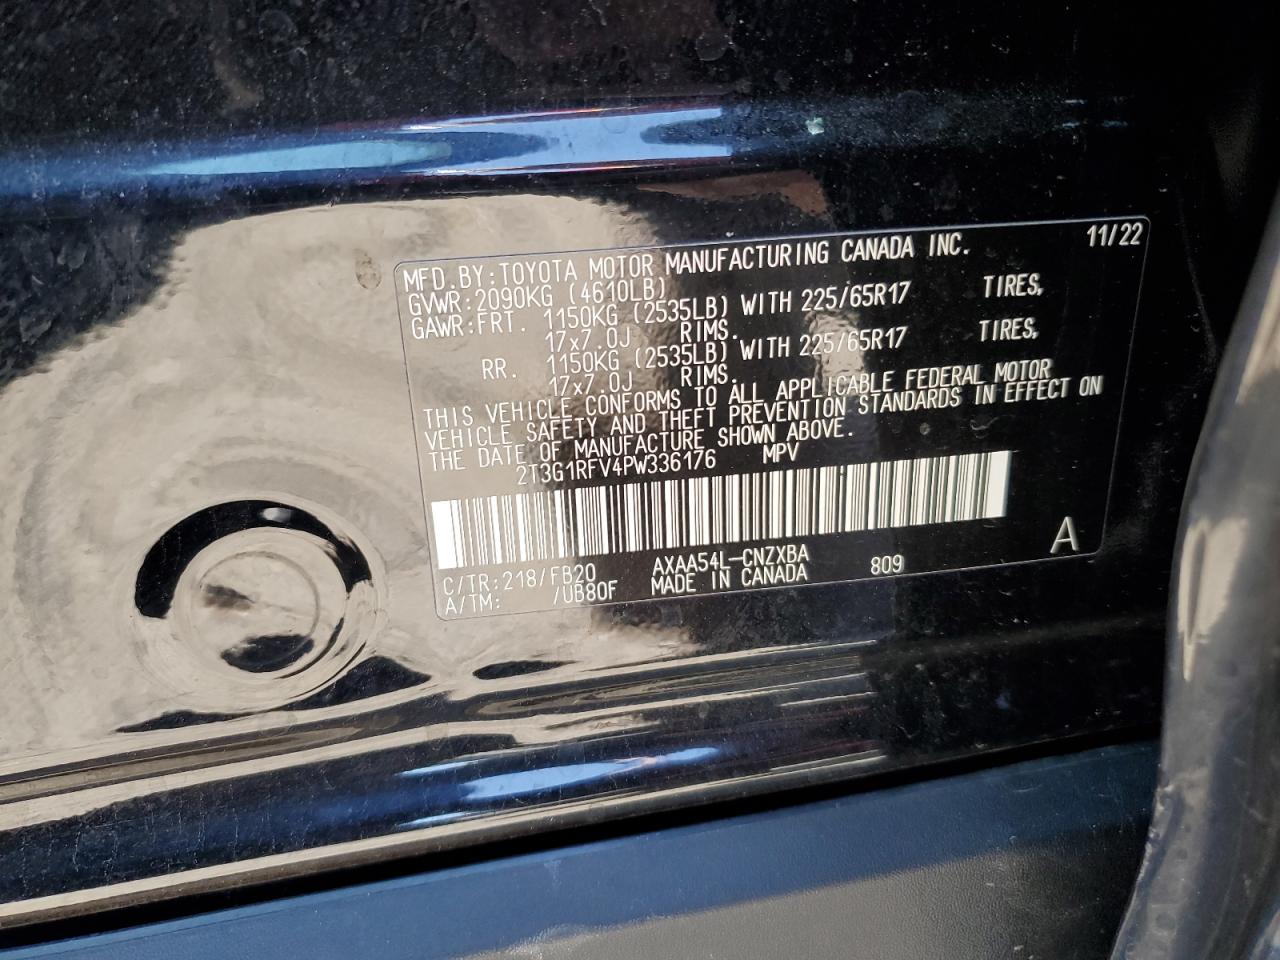 MFD.BY:TOYOTA MOTOR MANUFACTURING CANADA INC. 11/22
GVWR:2090KG (4610LB)
GAWR:FRT. 1150KG (2535LB) WITH 225/65R17 TIRES,
17x7.0J RIMS.
RR. 1150KG (2535LB) WITH 225/65R17 TIRES,
17x7.0J RIMS.
THIS VEHICLE CONFORMS TO ALL APPLICABLE FEDERAL MOTOR
VEHICLE SAFETY AND THEFT PREVENTION STANDARDS IN EFFECT ON
THE DATE OF MANUFACTURE SHOWN ABOVE.
2T3G1RFV4PW336176 MPV
C/TR:218/FB20 AXAA54L-CNZXBA 809 A
A/TM: /UB80F MADE IN CANADA